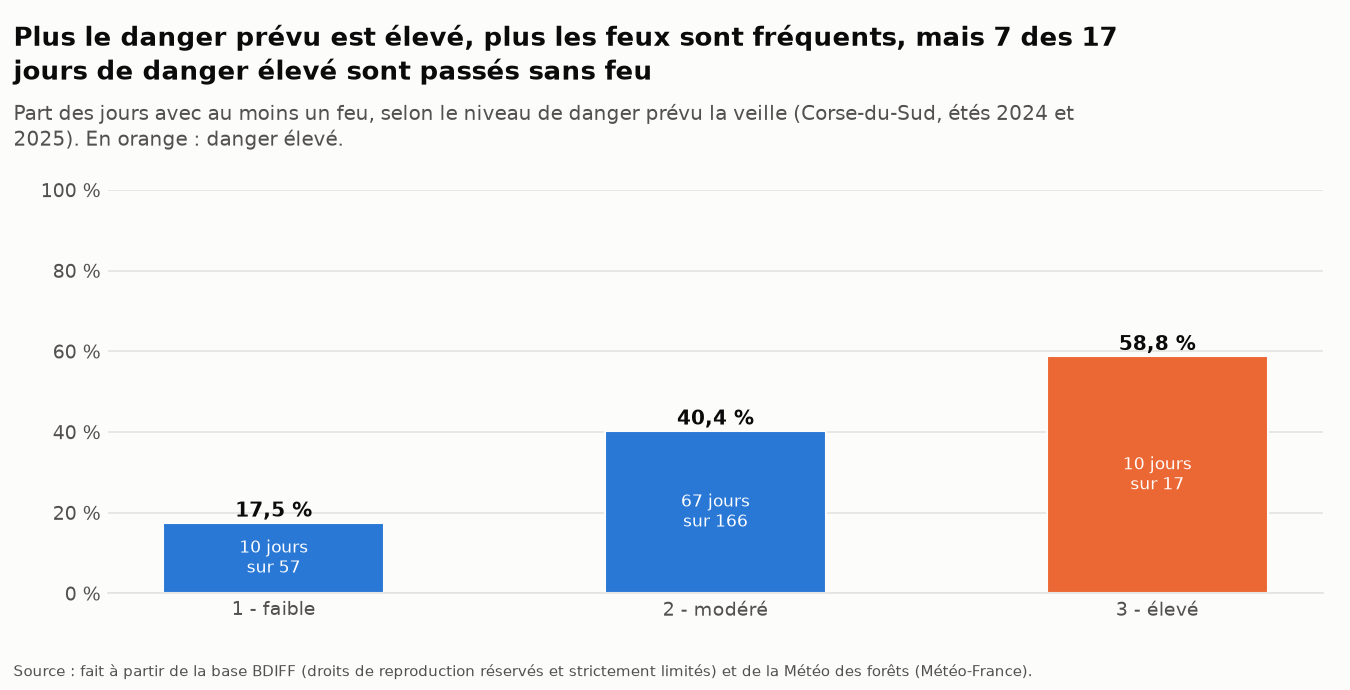 Plus le danger prévu est élevé, plus les feux sont fréquents, mais 7 des 17
jours de danger élevé sont passés sans feu
Part des jours avec au moins un feu, selon le niveau de danger prévu la veille (Corse-du-Sud, étés 2024 et
2025). En orange : danger élevé.
100 %
80 %
60 %
40 %
20 %
0 %
17,5 %
10 jours
sur 57
40,4 %
67 jours
sur 166
58,8 %
10 jours
sur 17
1 - faible
2 - modéré
3 - élevé
Source : fait à partir de la base BDIFF (droits de reproduction réservés et strictement limités) et de la Météo des forêts (Météo-France).